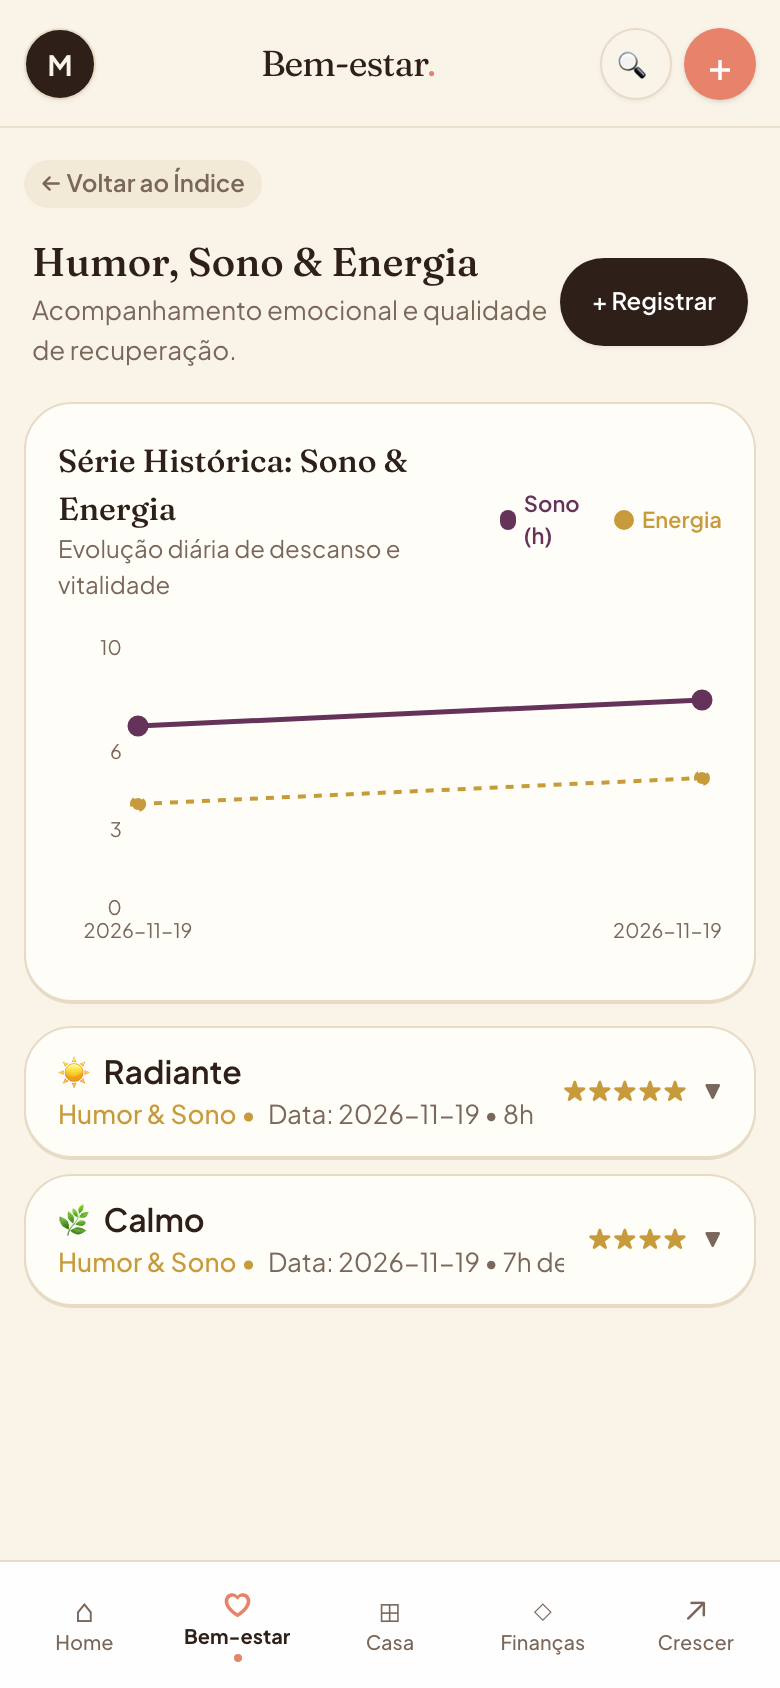 M
Bem-estar.
+
← Voltar ao Índice
Humor, Sono & Energia
Acompanhamento emocional e qualidade
de recuperação.
+ Registrar
Série Histórica: Sono &
Energia
Evolução diária de descanso e
vitalidade
Sono
(h)
Energia
10
6
3
0
2026-11-19
2026-11-19
Radiante
Humor & Sono • Data: 2026-11-19 • 8h
★★★★★ ▼
Calmo
Humor & Sono • Data: 2026-11-19 • 7h de
★★★★ ▼
Home
Bem-estar
Casa
Finanças
Crescer